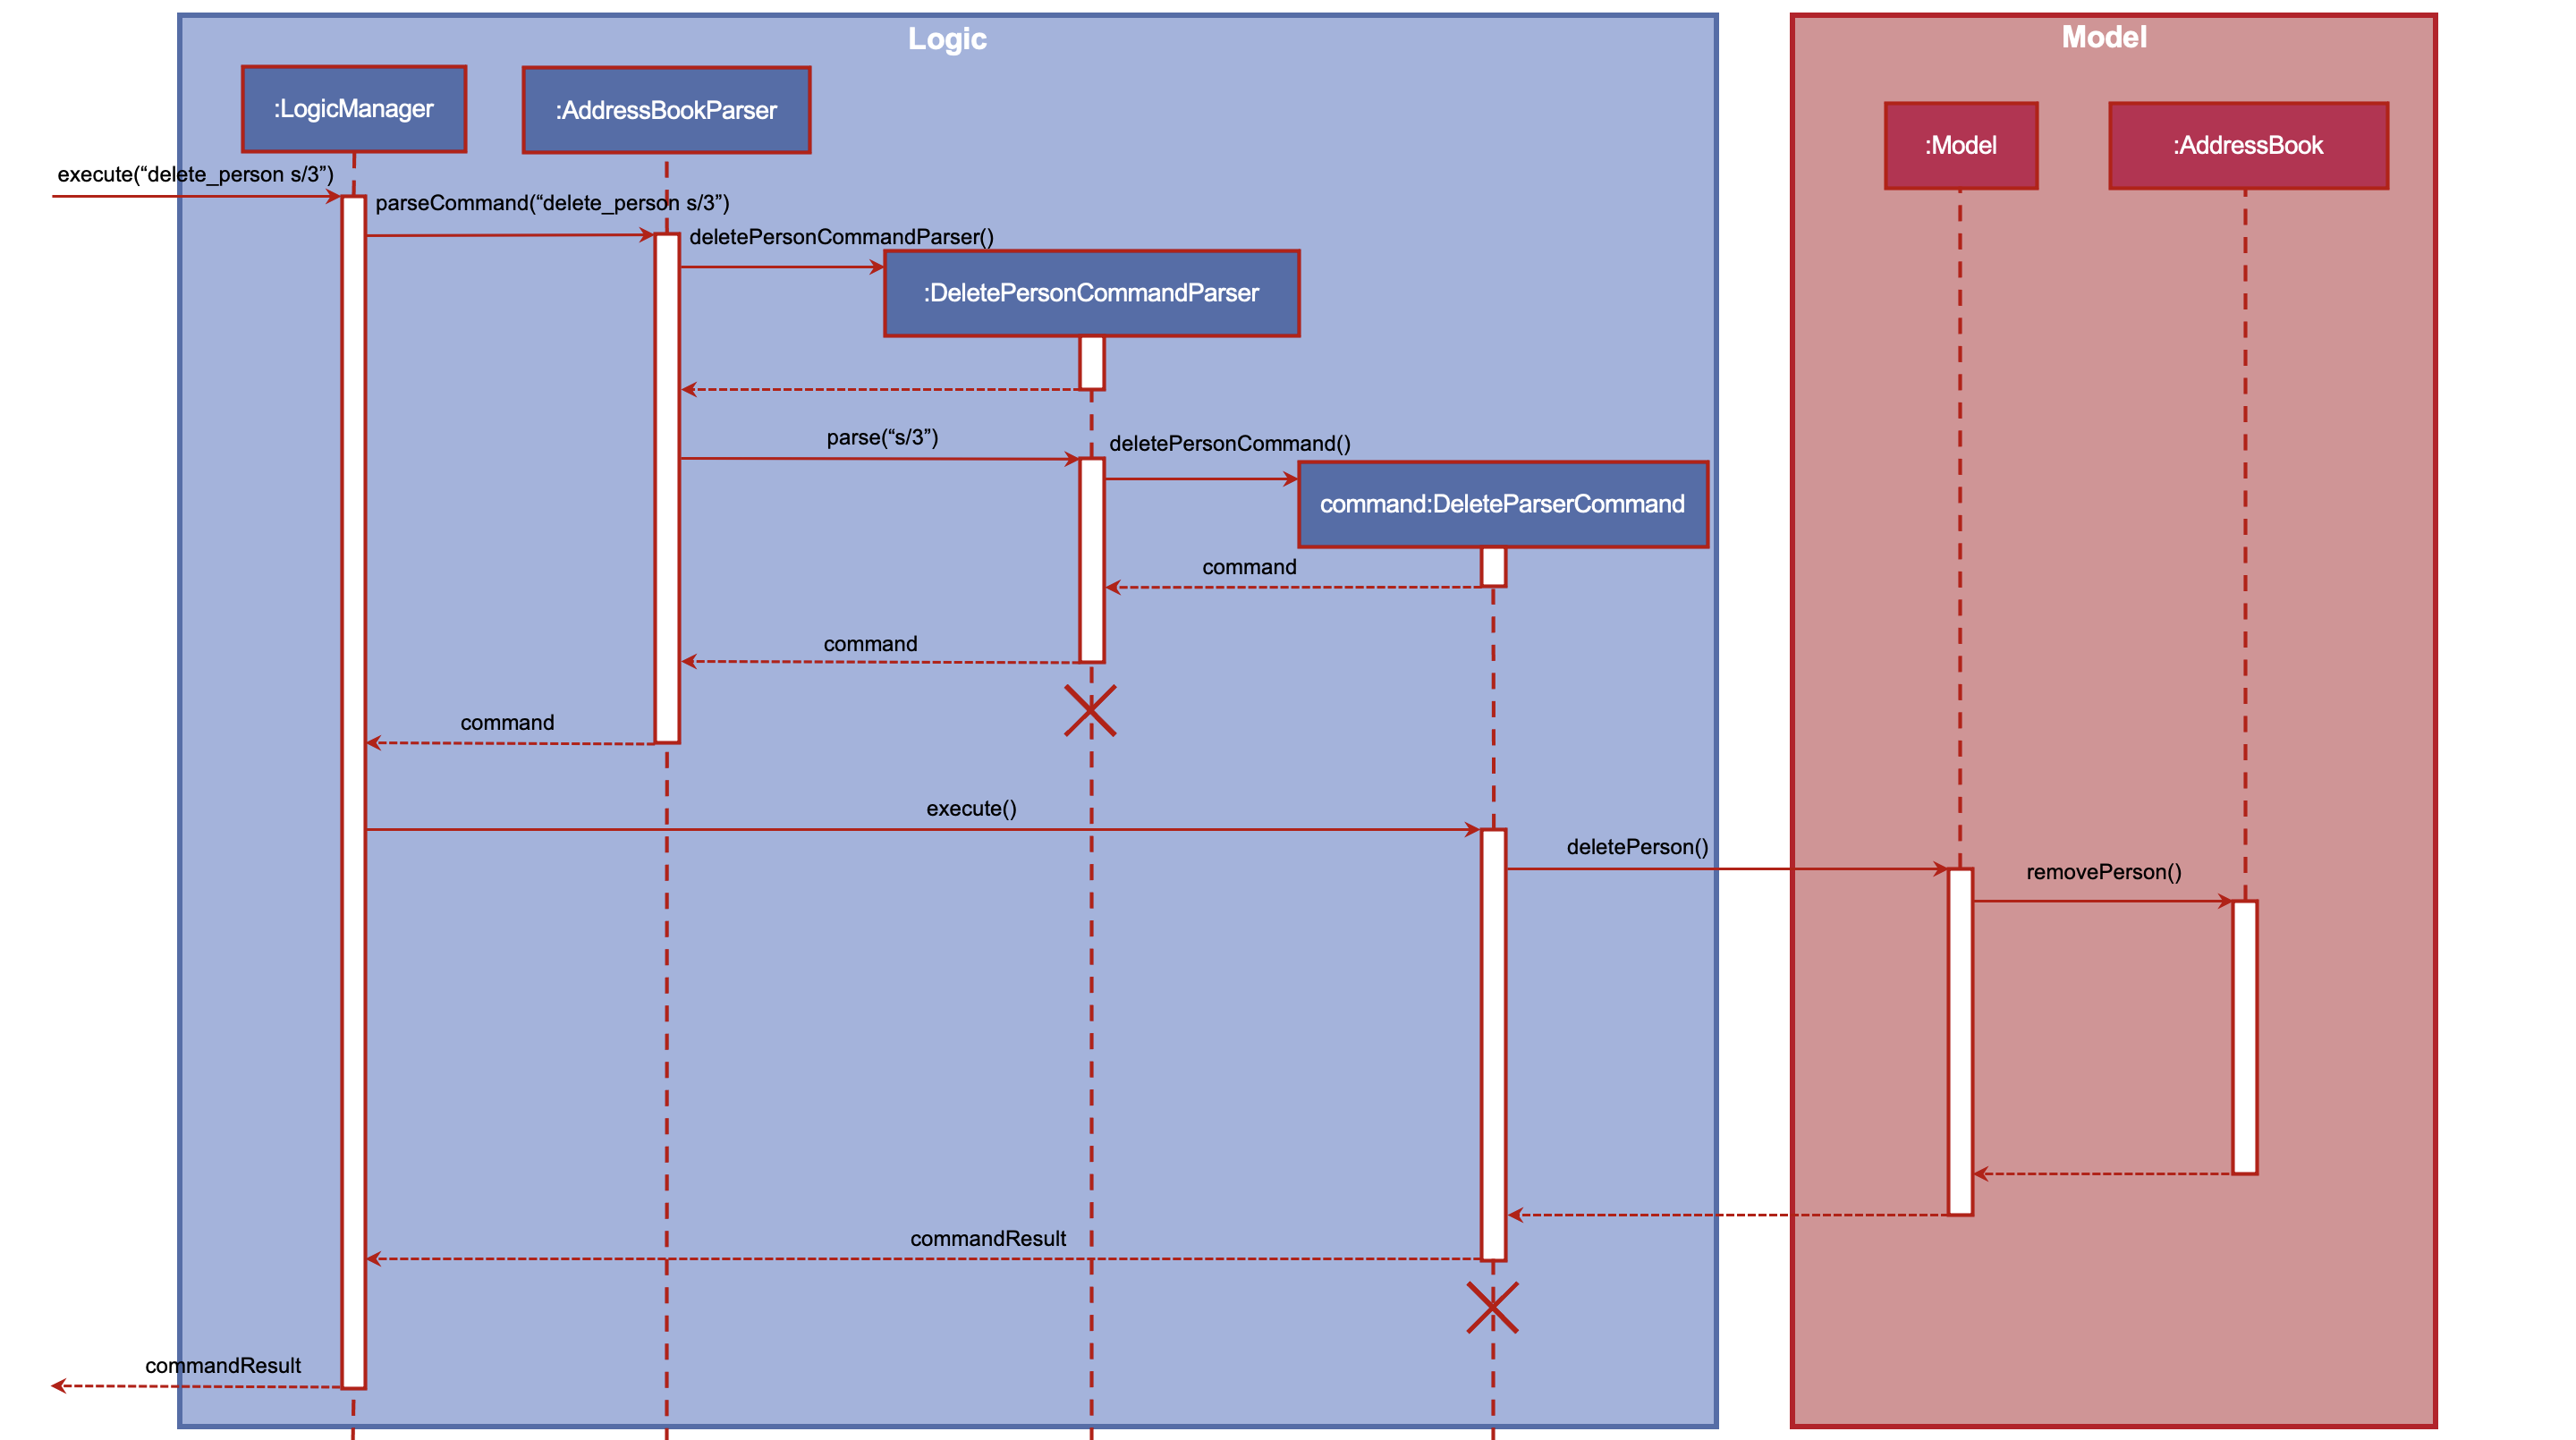 Logic
Model
:LogicManager
:AddressBookParser
:Model
:AddressBook
execute(“delete_person s/3”)
parseCommand(“delete_person s/3”)
deletePersonCommandParser()
:DeletePersonCommandParser
parse(“s/3”)
deletePersonCommand()
command:DeleteParserCommand
command
command
command
execute()
deletePerson()
removePerson()
commandResult
commandResult